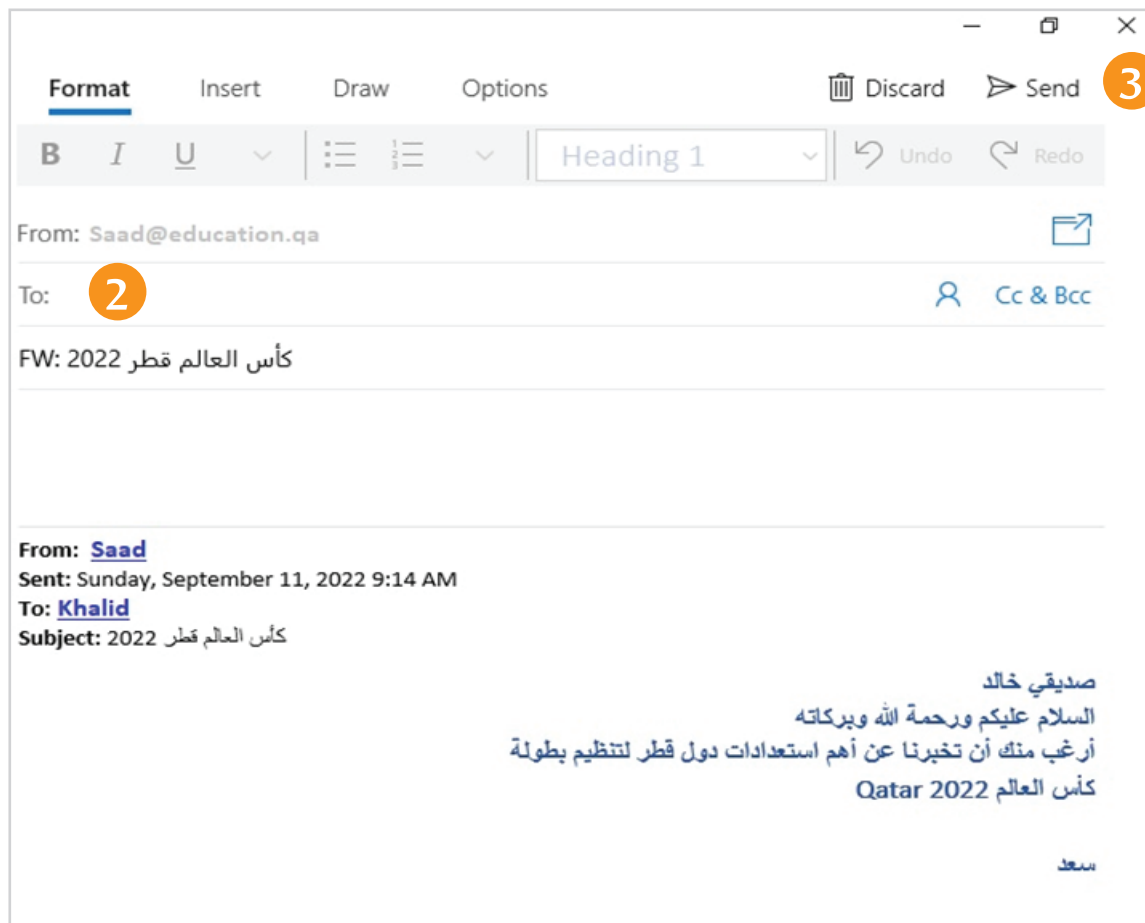 Format Insert Draw Options Discard Send 3
B I U Heading 1 Undo Redo
From: Saad@education.qa
To: 2 Cc & Bcc
FW: كأس العالم قطر 2022
From: Saad
Sent: Sunday, September 11, 2022 9:14 AM
To: Khalid
Subject: كأس العالم قطر 2022
صديقي خالد
السلام عليكم ورحمة الله وبركاته
أرغب منك أن تخبرنا عن أهم استعدادات دول قطر لتنظيم بطولة
كأس العالم Qatar 2022
سعد